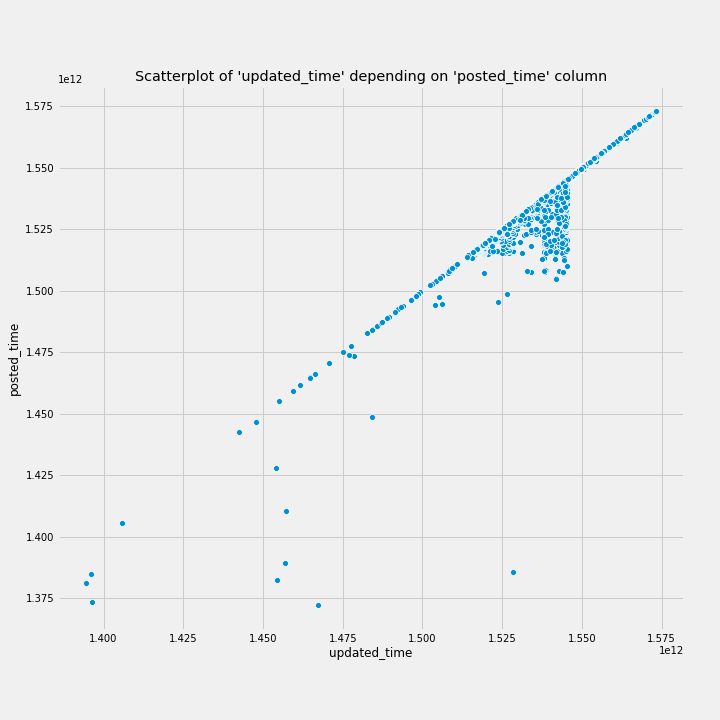 Scatterplot of 'updated_time' depending on 'posted_time' column
1e12
1.575
1.550
1.525
1.500
1.475
1.450
1.425
1.400
1.375
posted_time
1.400 1.425 1.450 1.475 1.500 1.525 1.550 1.575
1e12
updated_time